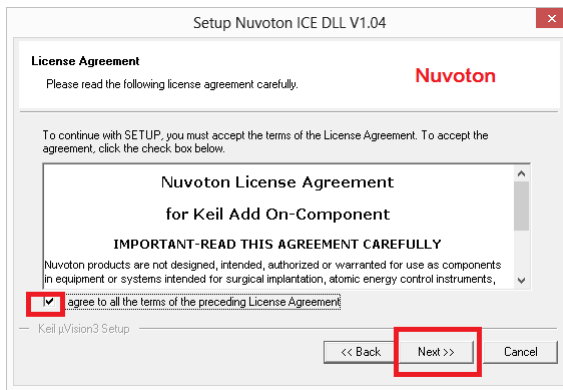 Setup Nuvoton ICE DLL V1.04
License Agreement
Please read the following license agreement carefully.
Nuvoton
To continue with SETUP, you must accept the terms of the License Agreement. To accept the
agreement, click the check box below.
Nuvoton License Agreement
for Keil Add On-Component
IMPORTANT-READ THIS AGREEMENT CAREFULLY
Nuvoton products are not designed, intended, authorized or warranted for use as components
in equipment or systems intended for surgical implantation, atomic energy control instruments,
agree to all the terms of the preceding License Agreement
Keil µVision3 Setup
<< Back
Next >>
Cancel